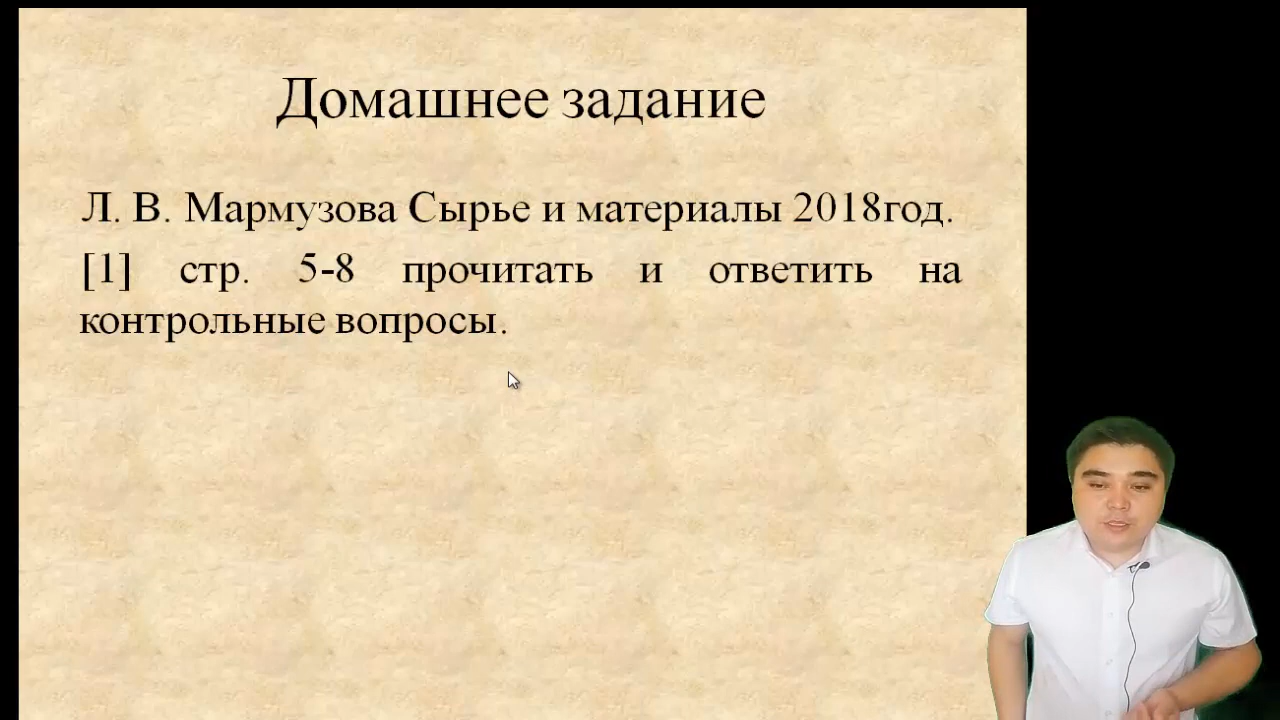 Домашнее задание
Л. В. Мармузова Сырье и материалы 2018год.
[1] стр. 5-8 прочитать и ответить на
контрольные вопросы.